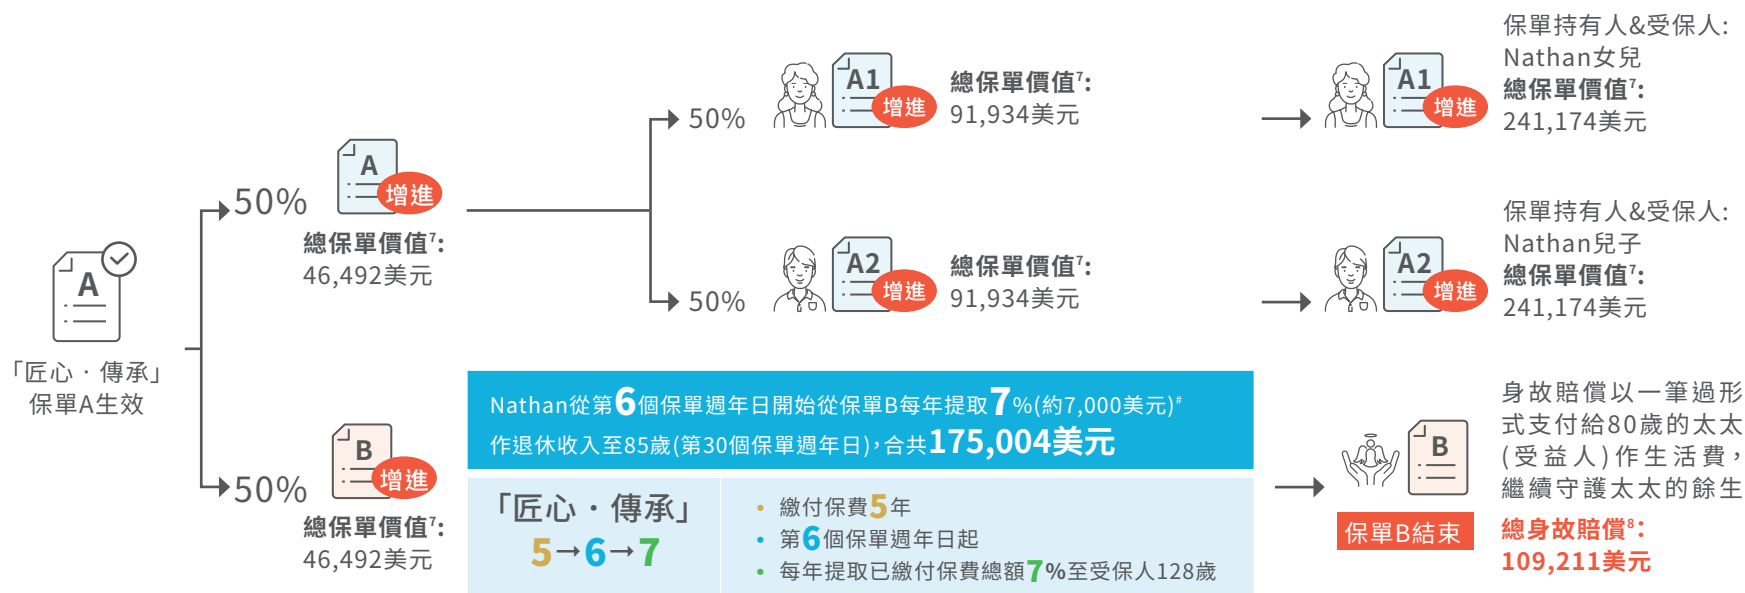 A
「匠心．傳承」
保單A生效
50%
A
增進
總保單價值7:
46,492美元
50%
B
增進
總保單價值7:
46,492美元
50%
A1
增進
總保單價值7:
91,934美元
50%
A2
增進
總保單價值7:
91,934美元
A1
增進
保單持有人&受保人:
Nathan女兒
總保單價值7:
241,174美元
A2
增進
保單持有人&受保人:
Nathan兒子
總保單價值7:
241,174美元
Nathan從第6個保單週年日開始從保單B每年提取7%(約7,000美元)#
作退休收入至85歲(第30個保單週年日),合共175,004美元
「匠心．傳承」
5→6→7
• 繳付保費5年
• 第6個保單週年日起
• 每年提取已繳付保費總額7%至受保人128歲
B
保單B結束
身故賠償以一筆過形
式支付給80歲的太太
(受益人)作生活費，
繼續守護太太的餘生
總身故賠償8:
109,211美元